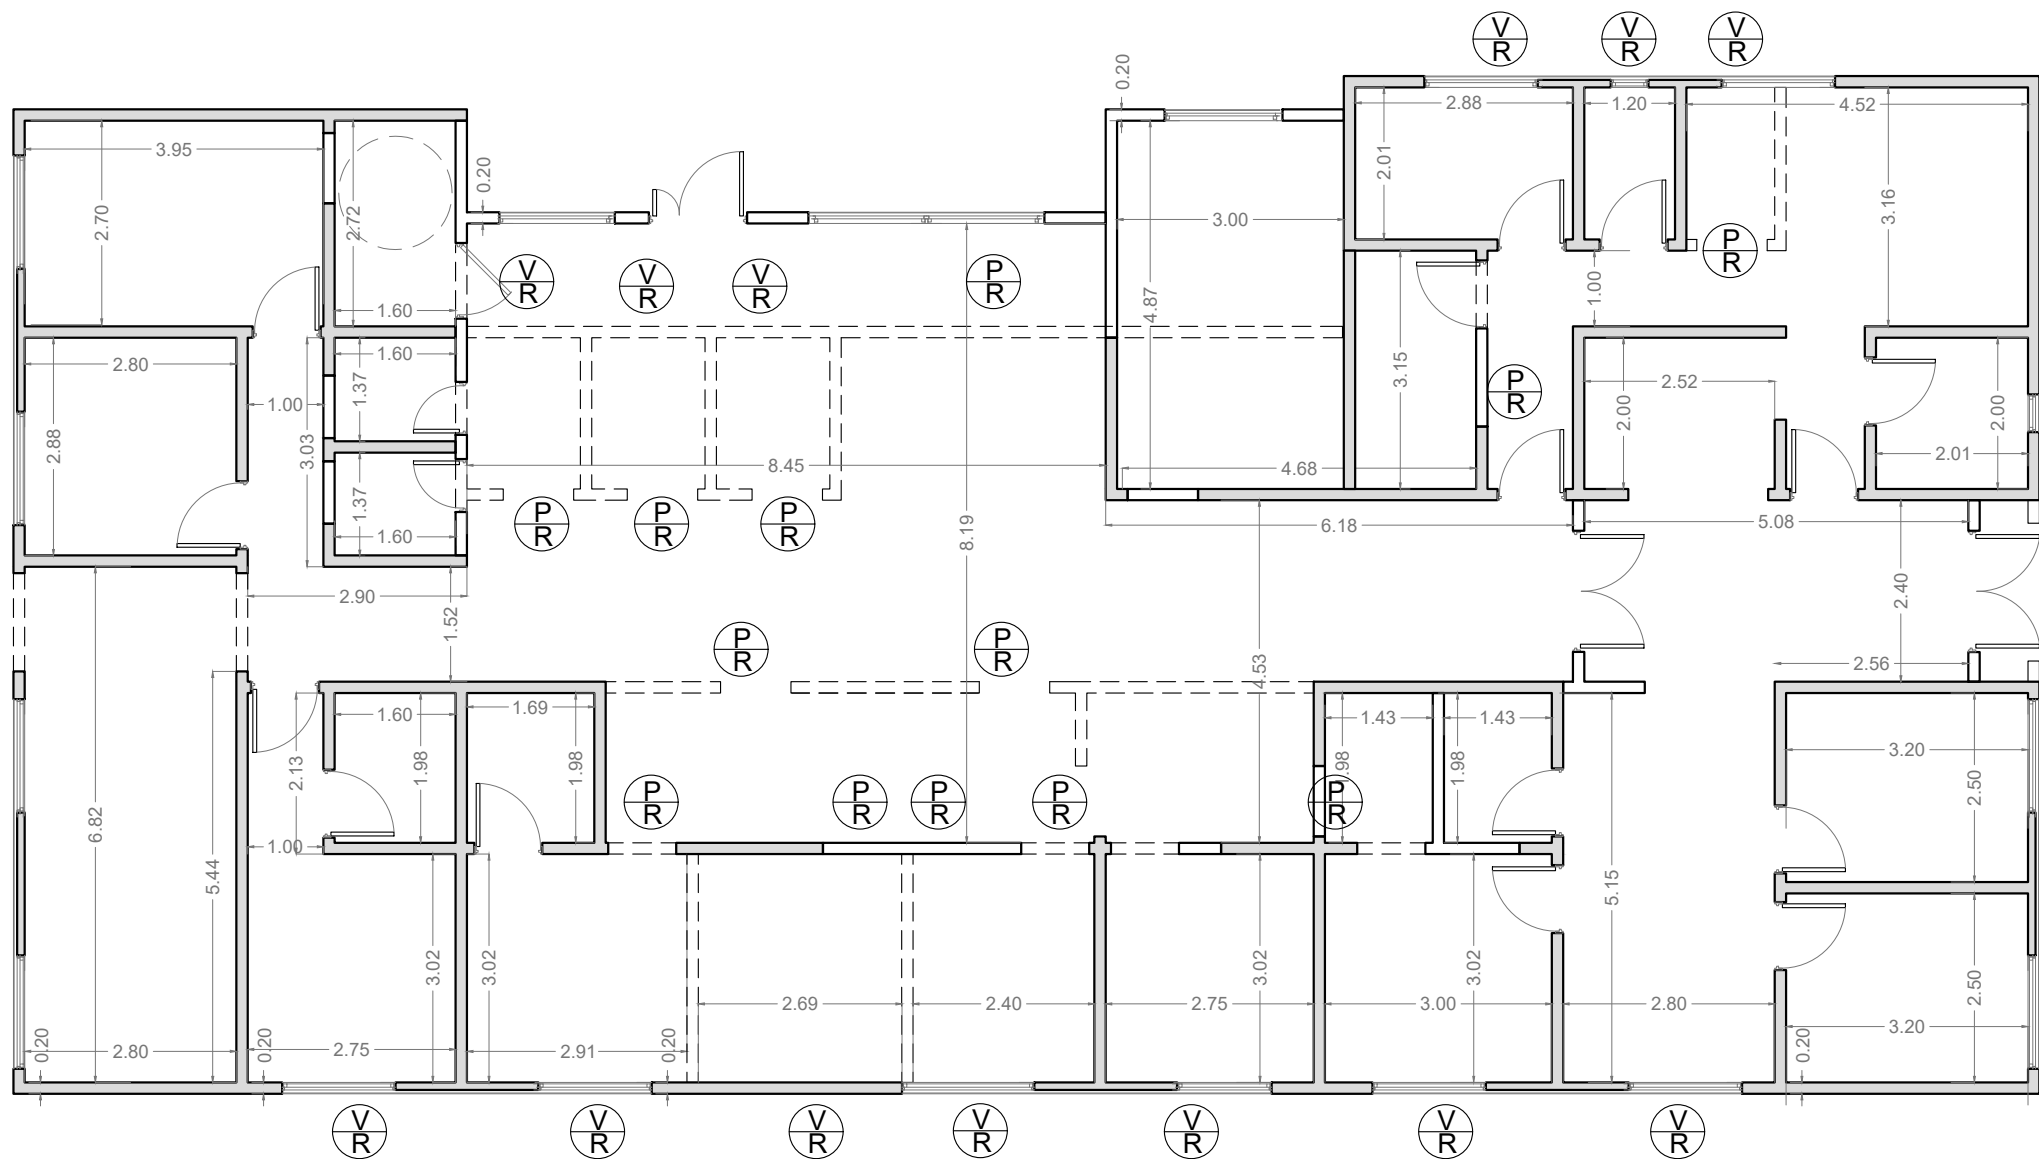 V V V
R R R
0.20
2.88 1.20 4.52
3.95
2.01
0.20
2.70 2.72 3.00 3.16
P
R
V V V P
R R R R
1.00
1.60
4.87
1.60
2.80 3.15
1.37 2.52
P
R
1.00 2.00 2.00
2.88 3.03
8.45 4.68 2.01
1.37
P P P
R R R
1.60 8.19 6.18 5.08
2.90 1.52 2.40
P P
R R
4.53 2.56
1.60 1.69 1.43 1.43
2.13 1.98 1.98 1.98 1.98 3.20
2.50
P P P P P
R R R R R
6.82
1.00 5.44 5.15
3.02 3.02 3.02 3.02
2.69 2.40 2.75 3.00 2.80 2.50
3.20
0.20 2.80 0.20 2.75 2.91 0.20 0.20
V V V V V V V
R R R R R R R